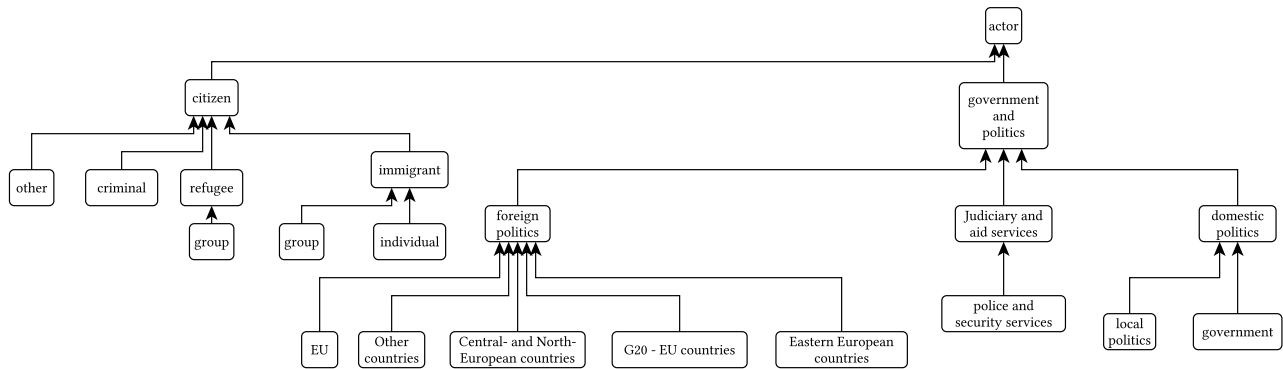 actor
citizen
government
and
politics
other
criminal
refugee
immigrant
group
group
individual
foreign
politics
Judiciary and
aid services
domestic
politics
EU
Other
countries
Central- and North-
European countries
G20 - EU countries
Eastern European
countries
police and
security services
local
politics
government